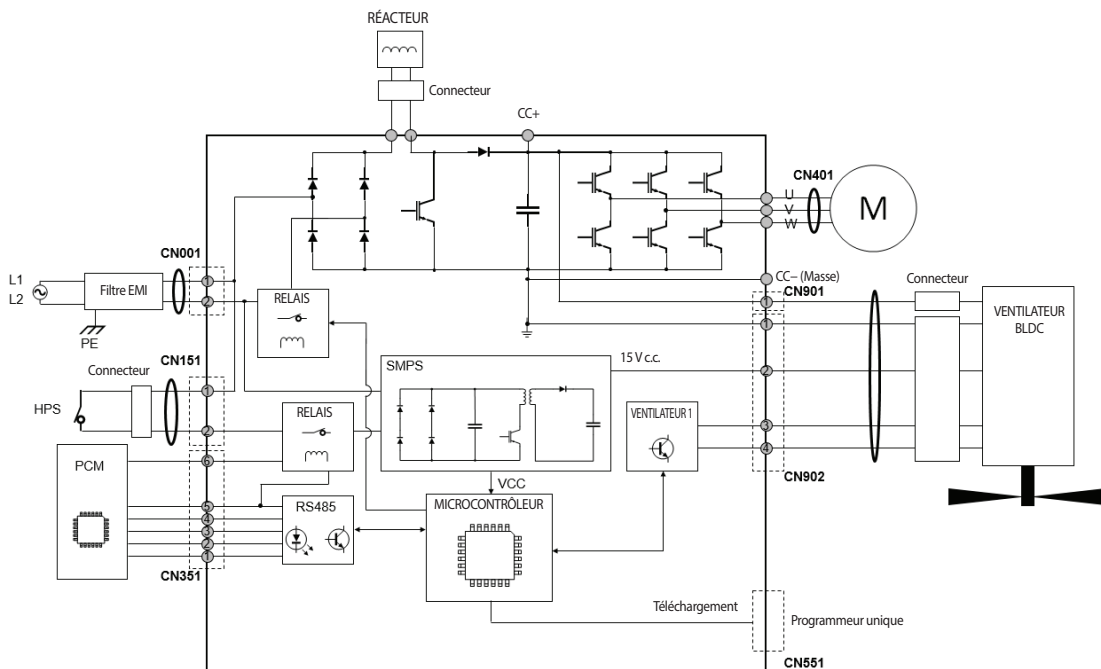 RÉACTEUR
Connecteur
CC+
CN401
U
V
W
M
CN001
L1
L2
Filtre EMI
1
2
PE
RELAIS
CC– (Masse)
CN901
1
Connecteur
VENTILATEUR
BLDC
CN151
Connecteur
HPS
1
2
RELAIS
SMPS
15 V c.c.
1
2
3
4
VENTILATEUR 1
CN902
PCM
6
5
4
3
2
1
CN351
RS485
VCC
MICROCONTRÔLEUR
Téléchargement
Programmeur unique
CN551